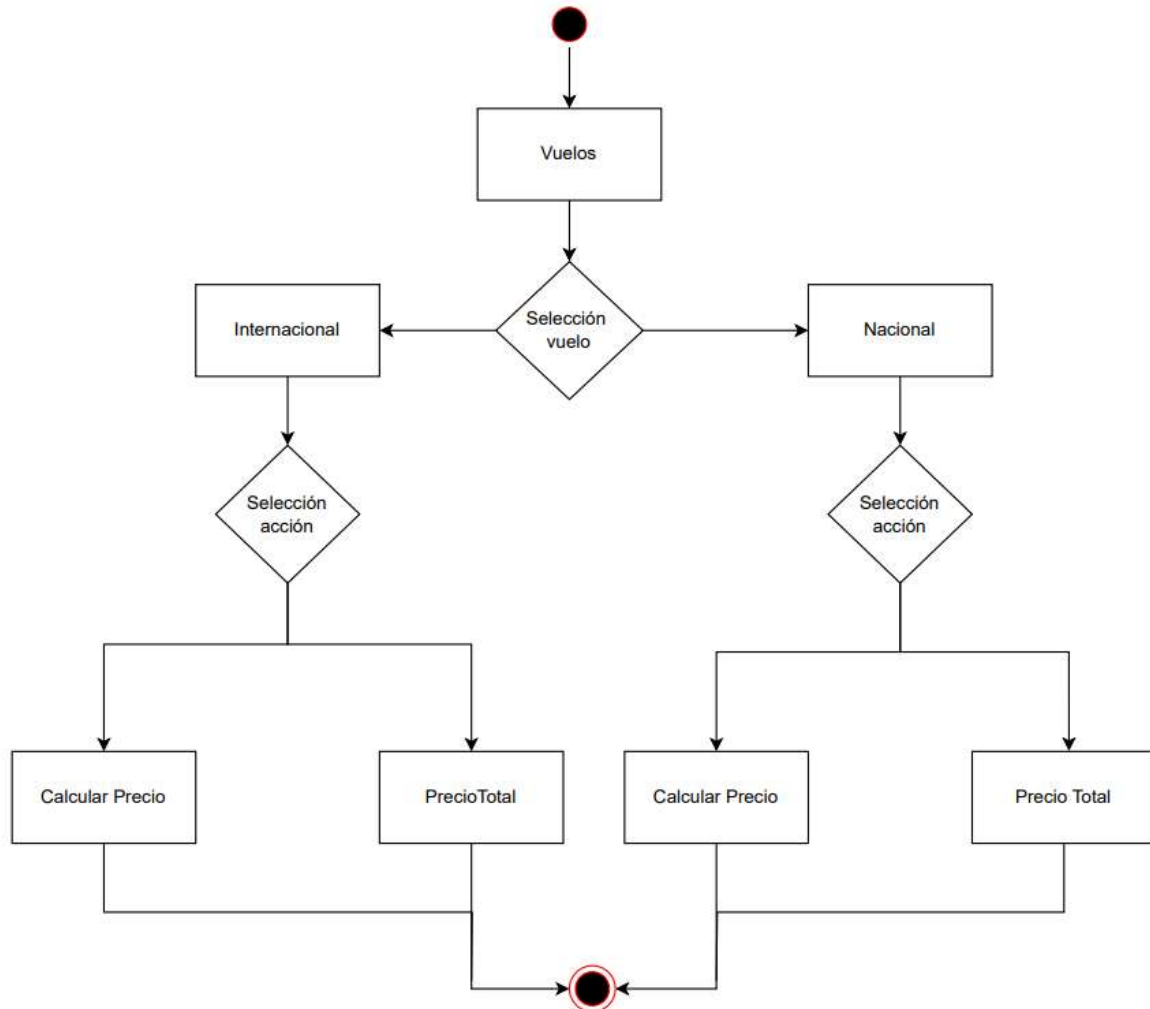 Vuelos
Internacional
Selección
vuelo
Nacional
Selección
acción
Selección
acción
Calcular Precio
PrecioTotal
Calcular Precio
Precio Total